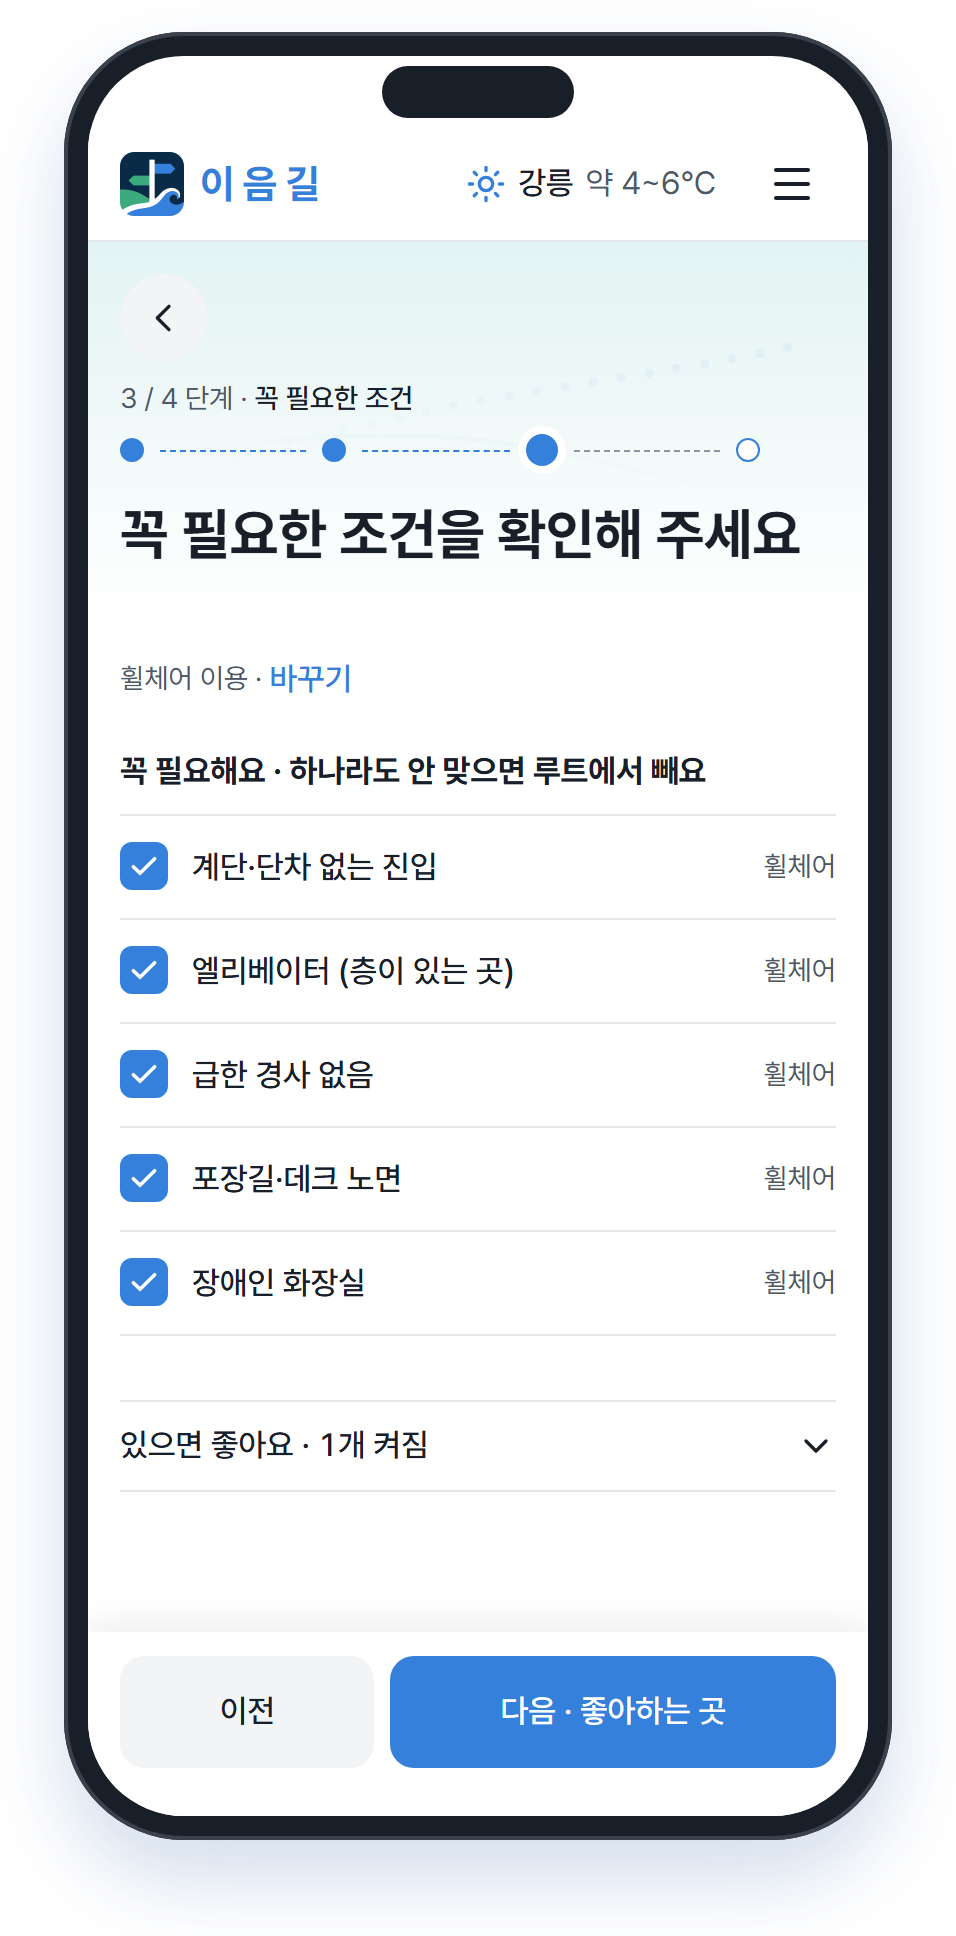 이음길
강릉 약 4~6°C
3 / 4 단계 · 꼭 필요한 조건
꼭 필요한 조건을 확인해 주세요
휠체어 이용 · 바꾸기
꼭 필요해요 · 하나라도 안 맞으면 루트에서 빼요
계단·단차 없는 진입 휠체어
엘리베이터 (층이 있는 곳) 휠체어
급한 경사 없음 휠체어
포장길·데크 노면 휠체어
장애인 화장실 휠체어
있으면 좋아요 · 1개 켜짐
이전
다음 · 좋아하는 곳